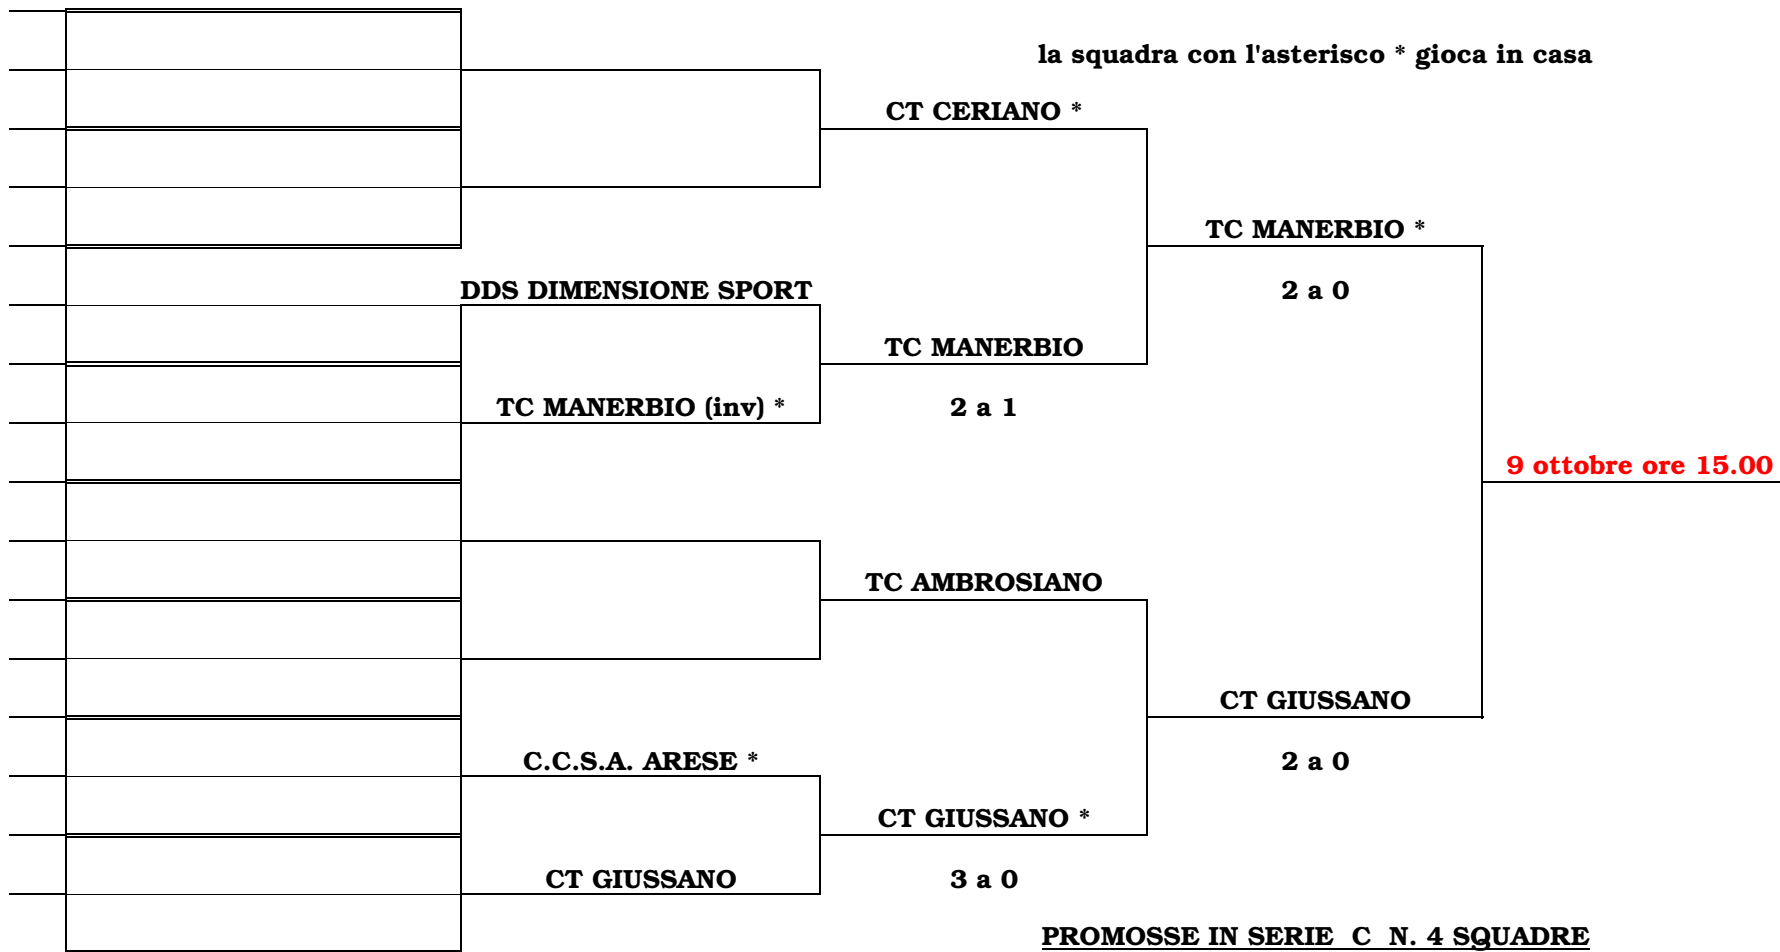 la squadra con l'asterisco * gioca in casa
CT CERIANO *
TC MANERBIO *
DDS DIMENSIONE SPORT
2 a 0
TC MANERBIO
TC MANERBIO (inv) *
2 a 1
9 ottobre ore 15.00
TC AMBROSIANO
CT GIUSSANO
C.C.S.A. ARESE *
2 a 0
CT GIUSSANO *
CT GIUSSANO
3 a 0
PROMOSSE IN SERIE C N. 4 SQUADRE